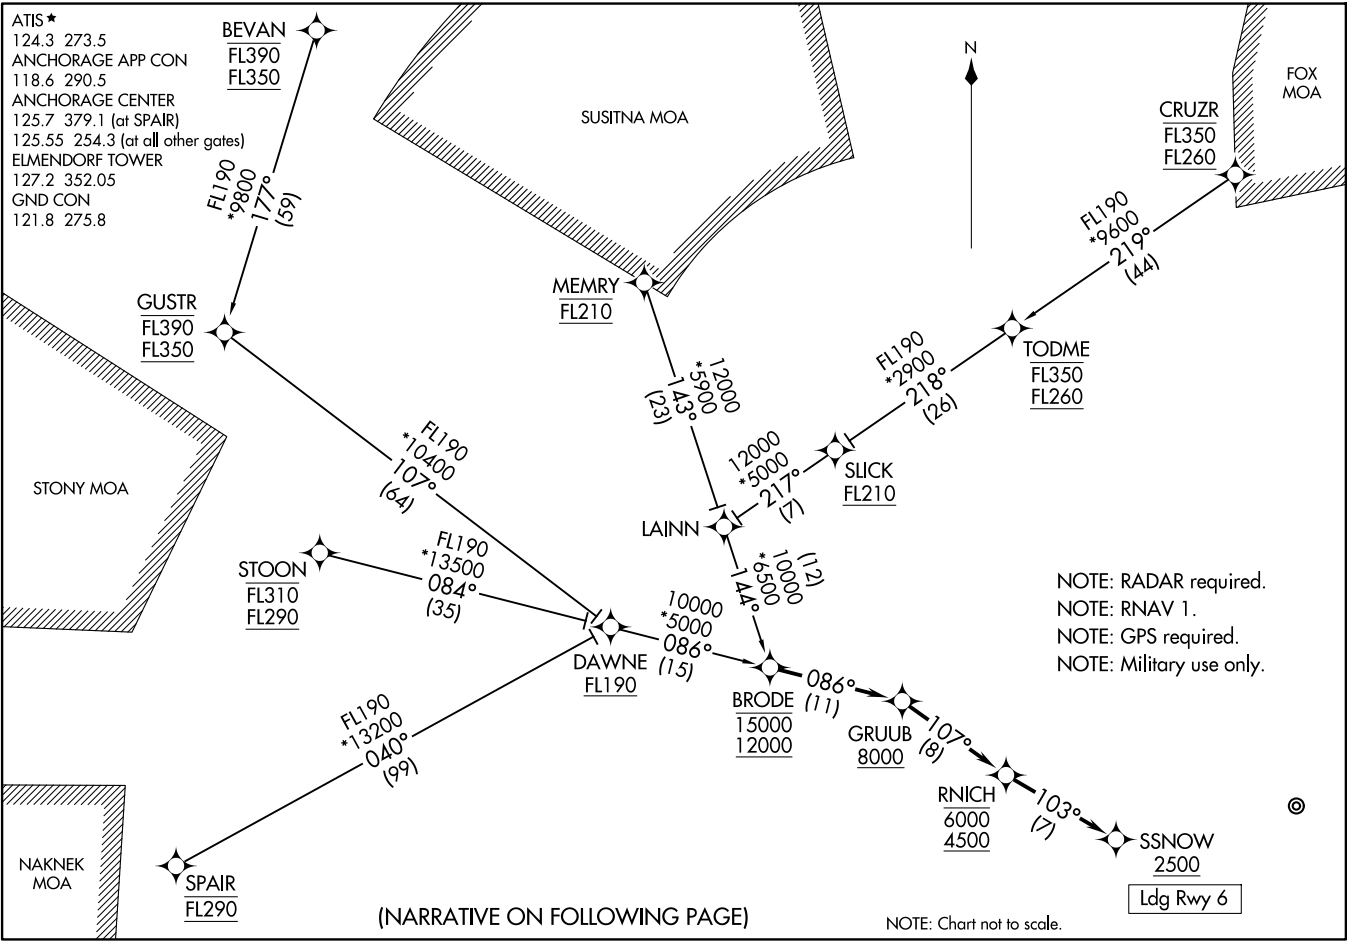 ATIS ★
124.3 273.5
ANCHORAGE APP CON
118.6 290.5
ANCHORAGE CENTER
125.7 379.1 (at SPAIR)
125.55 254.3 (at all other gates)
ELMENDORF TOWER
127.2 352.05
GND CON
121.8 275.8
BEVAN
FL390
FL350
FL190
*9800
177°
(59)
SUSITNA MOA
N
FOX
MOA
CRUZR
FL350
FL260
FL190
*9600
219°
(44)
GUSTR
FL390
FL350
MEMRY
FL210
TODME
FL350
FL260
FL190
*2900
218°
(26)
12000
*5900
143°
(23)
12000
*5000
217°
(7)
SLICK
FL210
STONY MOA
FL190
*10400
107°
(64)
LAINN
(12)
10000
*6500
144°
STOON
FL310
FL290
FL190
*13500
084°
(35)
NOTE: RADAR required.
NOTE: RNAV 1.
NOTE: GPS required.
NOTE: Military use only.
DAWNE
FL190
10000
*5000
086°
(15)
BRODE
15000
12000
086°
(11)
GRUUB
8000
107°
(8)
FL190
*13200
040°
(99)
RNICH
6000
4500
103°
(7)
SSNOW
2500
Ldg Rwy 6
NAKNEK
MOA
SPAIR
FL290
(NARRATIVE ON FOLLOWING PAGE)
NOTE: Chart not to scale.